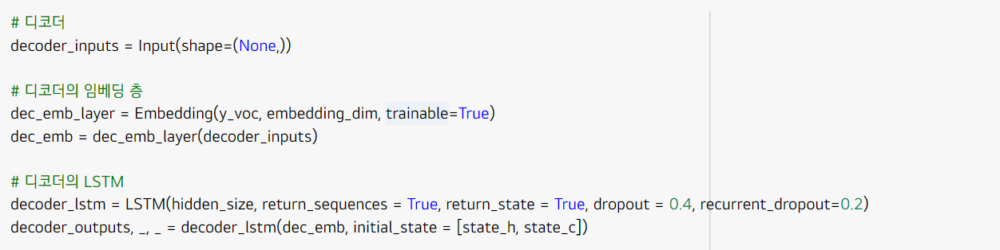 # 디코더
decoder_inputs = Input(shape=(None,))
# 디코더의 임베딩 층
dec_emb_layer = Embedding(y_voc, embedding_dim, trainable=True)
dec_emb = dec_emb_layer(decoder_inputs)
# 디코더의 LSTM
decoder_lstm = LSTM(hidden_size, return_sequences = True, return_state = True, dropout = 0.4, recurrent_dropout=0.2)
decoder_outputs, _, _ = decoder_lstm(dec_emb, initial_state = [state_h, state_c])